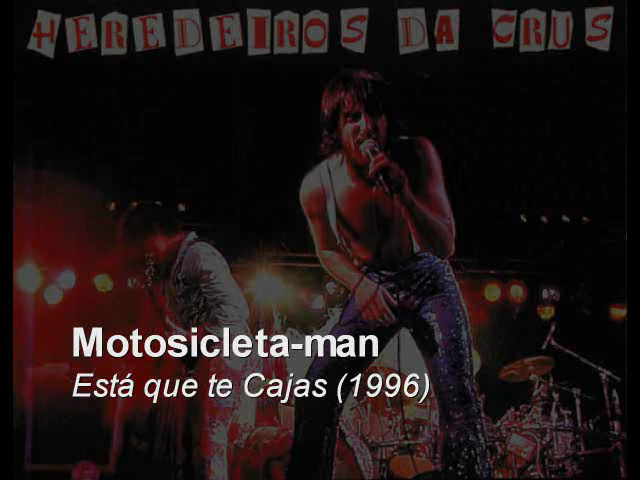 HEREDEIROS DA CRUS
Motosicleta-man
Está que te Cajas (1996)